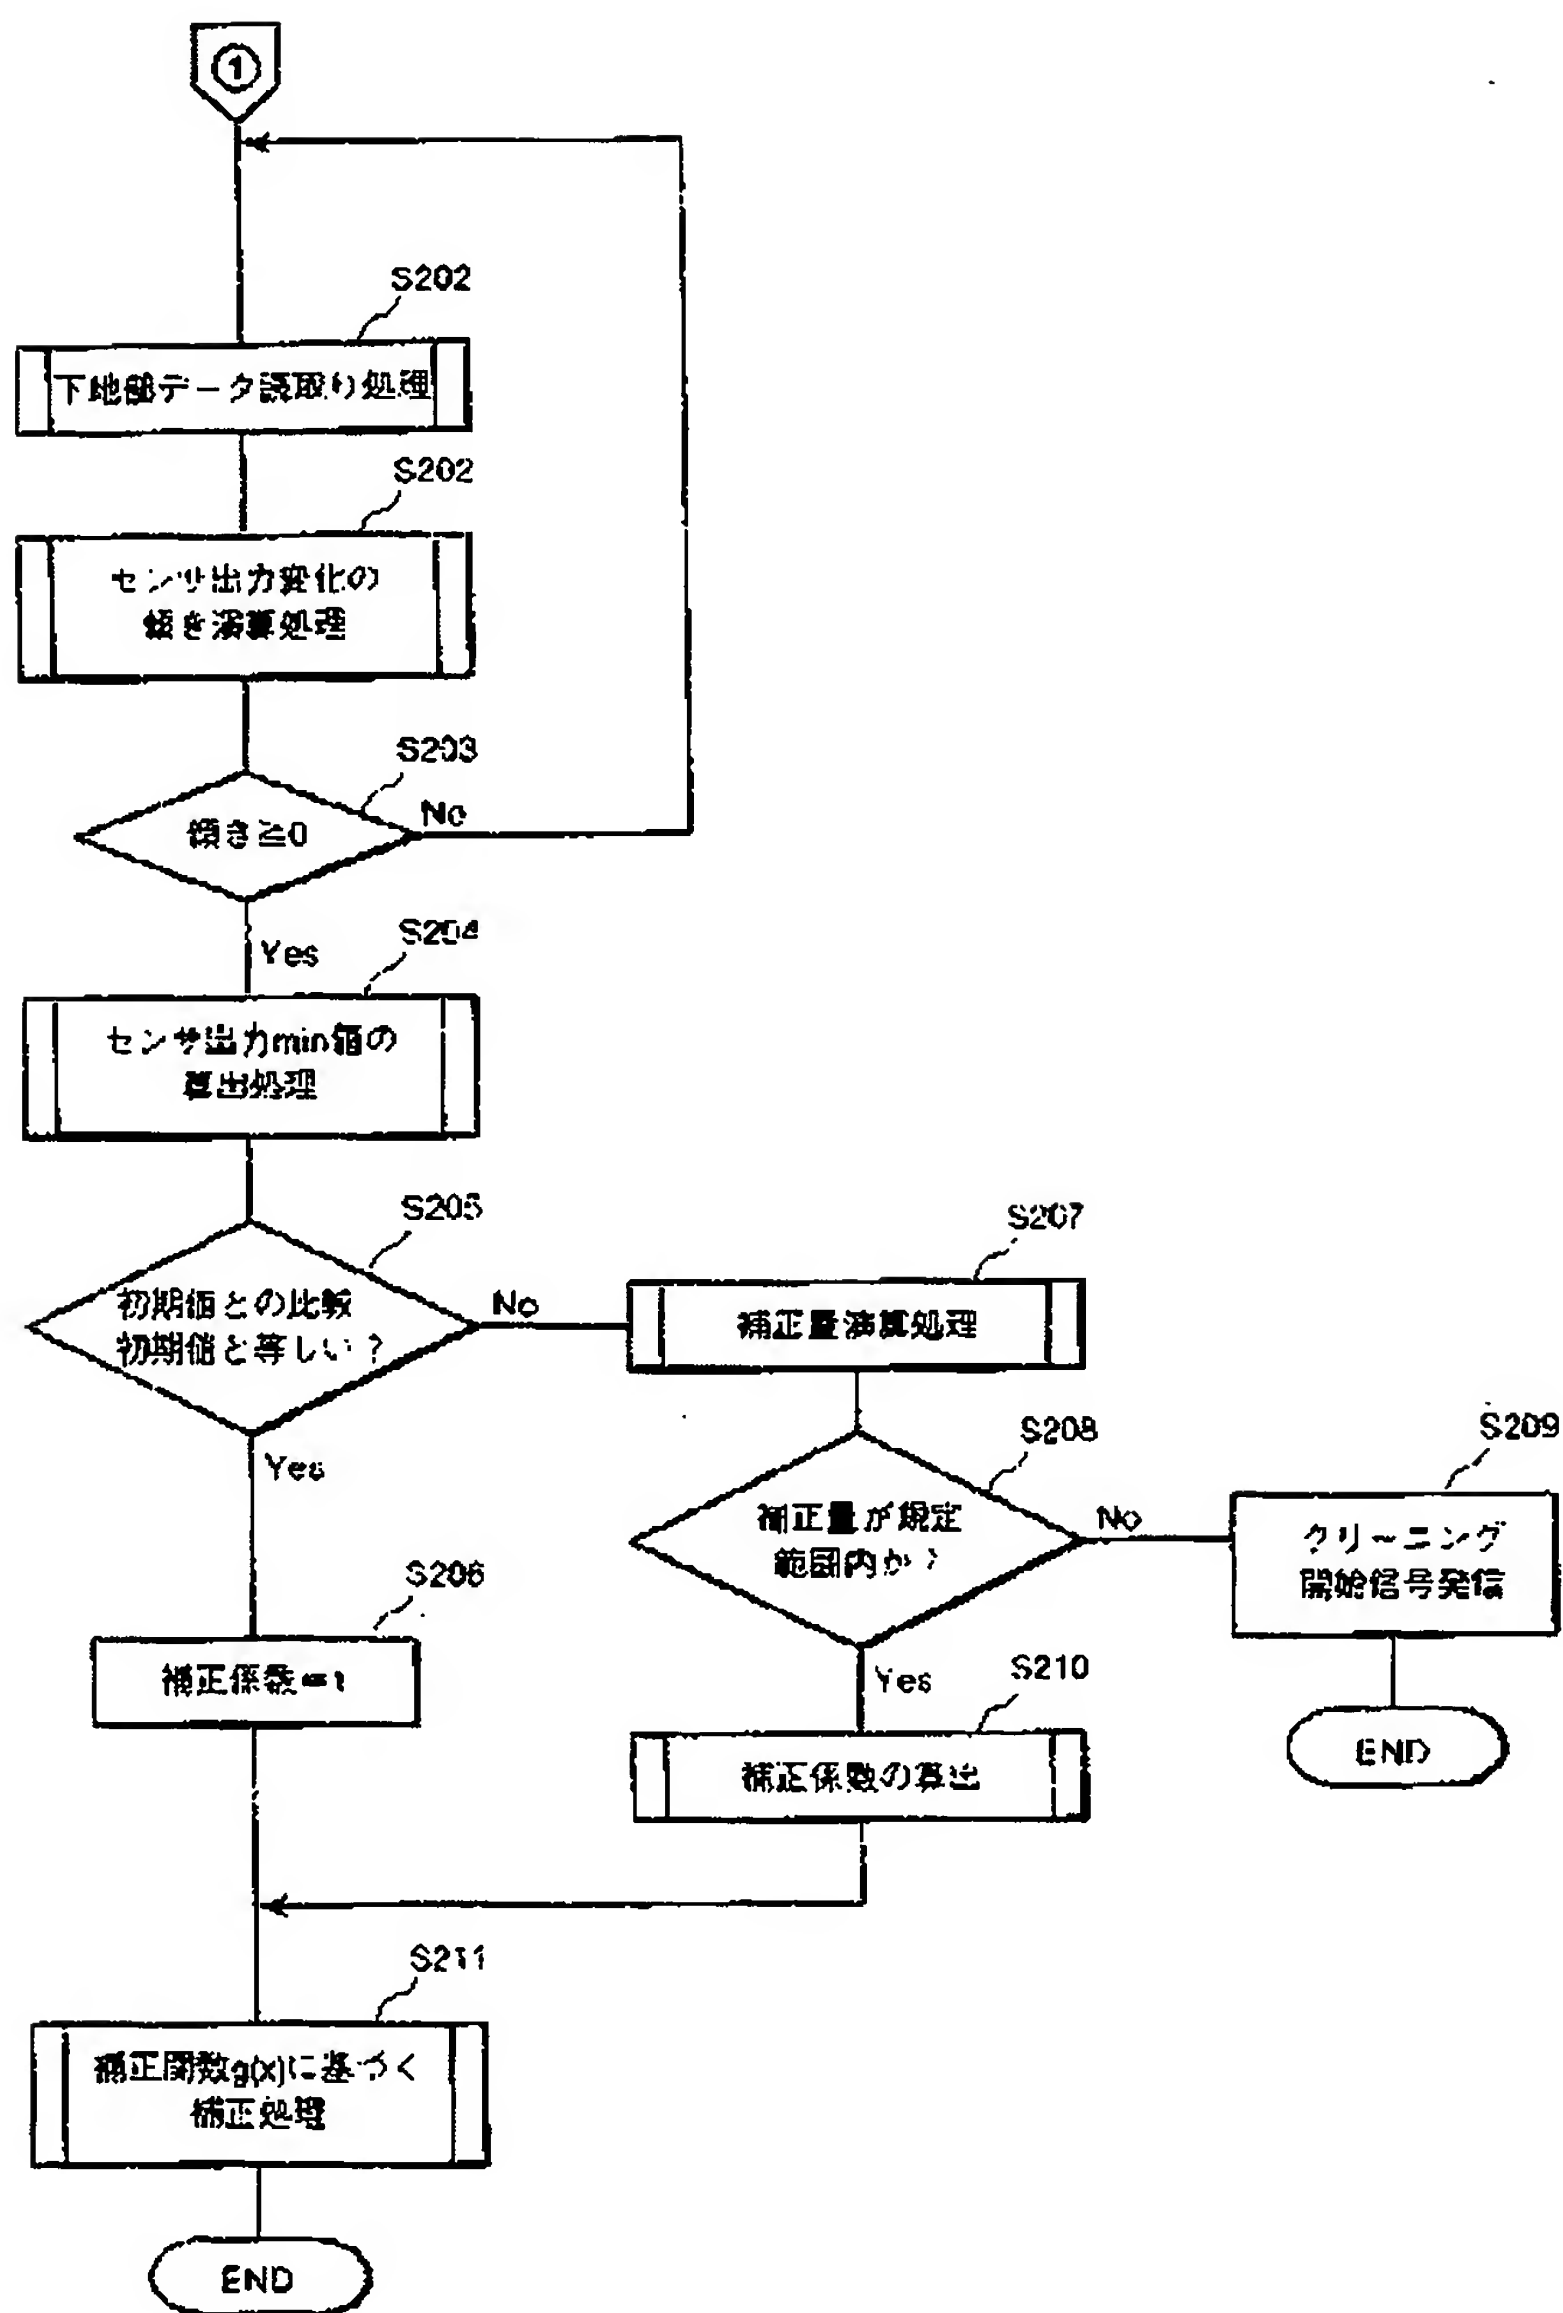 ①
S202
下地部データ読取り処理
S202
センサ出力変化の
傾き演算処理
S203
傾き≧0
No
Yes
S204
センサ出力min値の
算出処理
S205
初期値との比較
初期値と等しい？
No
Yes
S206
補正係数=1
S207
補正量演算処理
S208
補正量が規定
範囲内か？
No
Yes
S209
クリーニング
開始信号発信
END
S210
補正係数の算出
S211
補正関数g(x)に基づく
補正処理
END